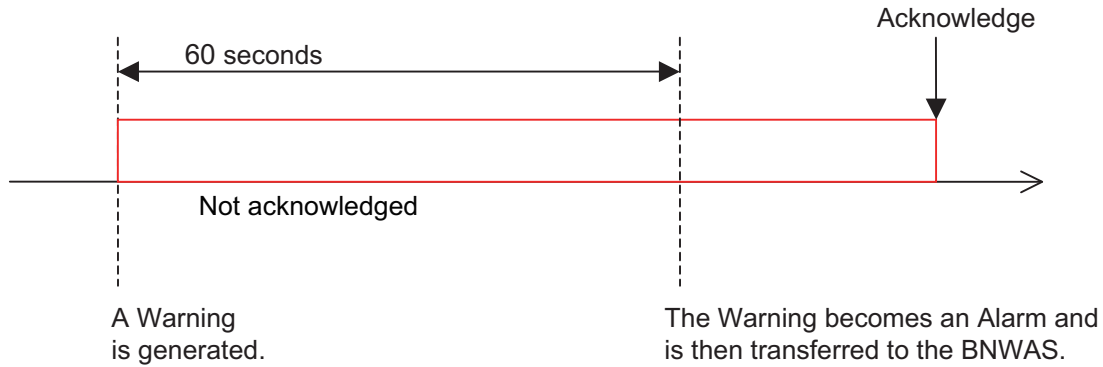 Acknowledge
60 seconds
Not acknowledged
A Warning
is generated.
The Warning becomes an Alarm and
is then transferred to the BNWAS.